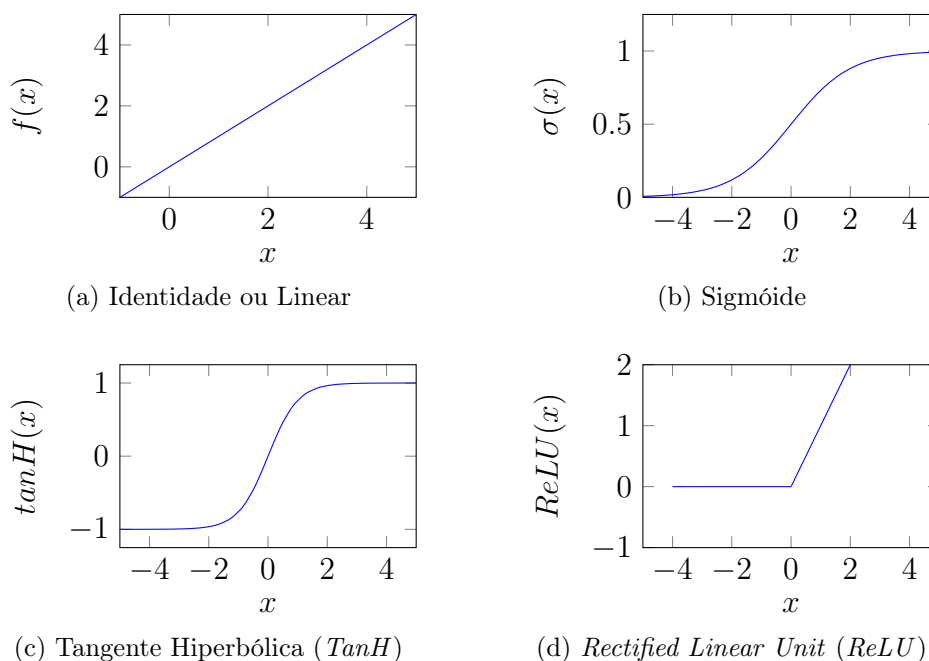 4
2
0
f(x)
0 2 4
x
(a) Identidade ou Linear
1
0.5
0
σ(x)
−4 −2 0 2 4
x
(b) Sigmóide
1
0
−1
tanH(x)
−4 −2 0 2 4
x
(c) Tangente Hiperbólica (TanH)
2
1
0
−1
ReLU(x)
−4 −2 0 2 4
x
(d) Rectified Linear Unit (ReLU)